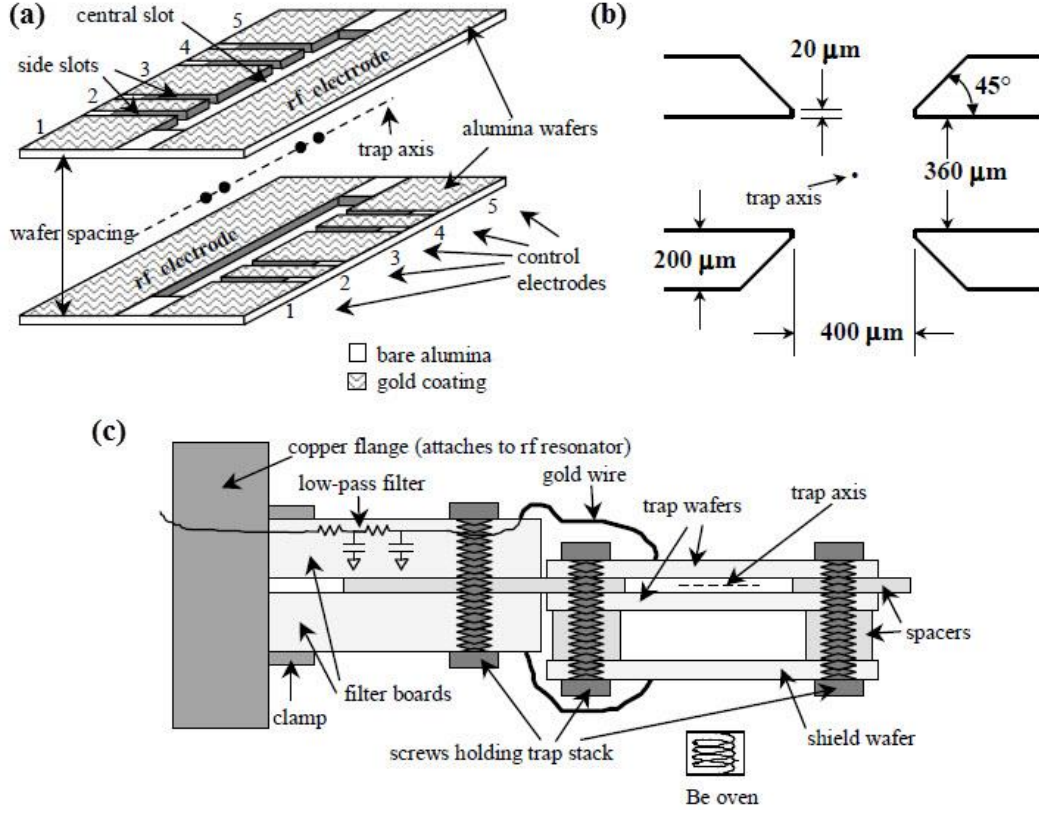 (a)
central slot
side slots
5
4
3
2
1
rf electrode
trap axis
alumina wafers
wafer spacing
rf electrode
5
4
3
2
1
control
electrodes
bare alumina
gold coating
(b)
20 µm
45°
360 µm
trap axis
200 µm
400 µm
(c)
copper flange (attaches to rf resonator)
low-pass filter
gold wire
trap wafers
trap axis
spacers
filter boards
clamp
screws holding trap stack
shield wafer
Be oven